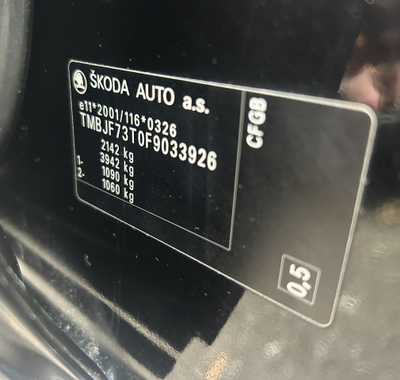 ŠKODA AUTO a.s.
e11*2001/116*0326
TMBJF73T0F9033926
2142 kg
3942 kg
1- 1090 kg
2- 1060 kg
CFGB
0,5